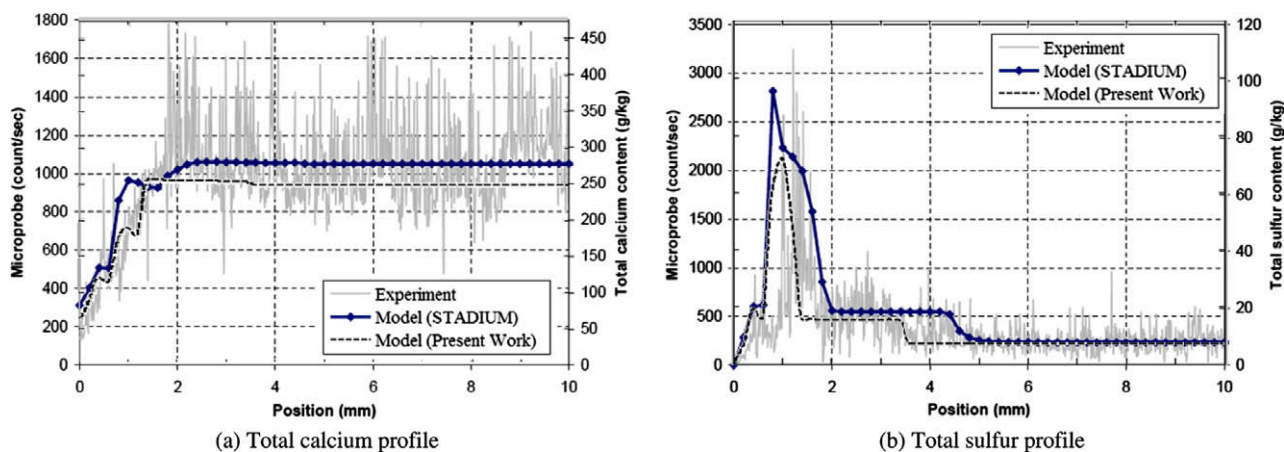 1800
1600
1400
1200
1000
800
600
400
200
0
Microprobe (count/sec)
450
400
350
300
250
200
150
100
50
0
Total calcium content (g/kg)
Experiment
Model (STADIUM)
Model (Present Work)
0 2 4 6 8 10
Position (mm)
(a) Total calcium profile
3500
3000
2500
2000
1500
1000
500
0
Microprobe (count/sec)
120
100
80
60
40
20
0
Total sulfur content (g/kg)
Experiment
Model (STADIUM)
Model (Present Work)
0 2 4 6 8 10
Position (mm)
(b) Total sulfur profile